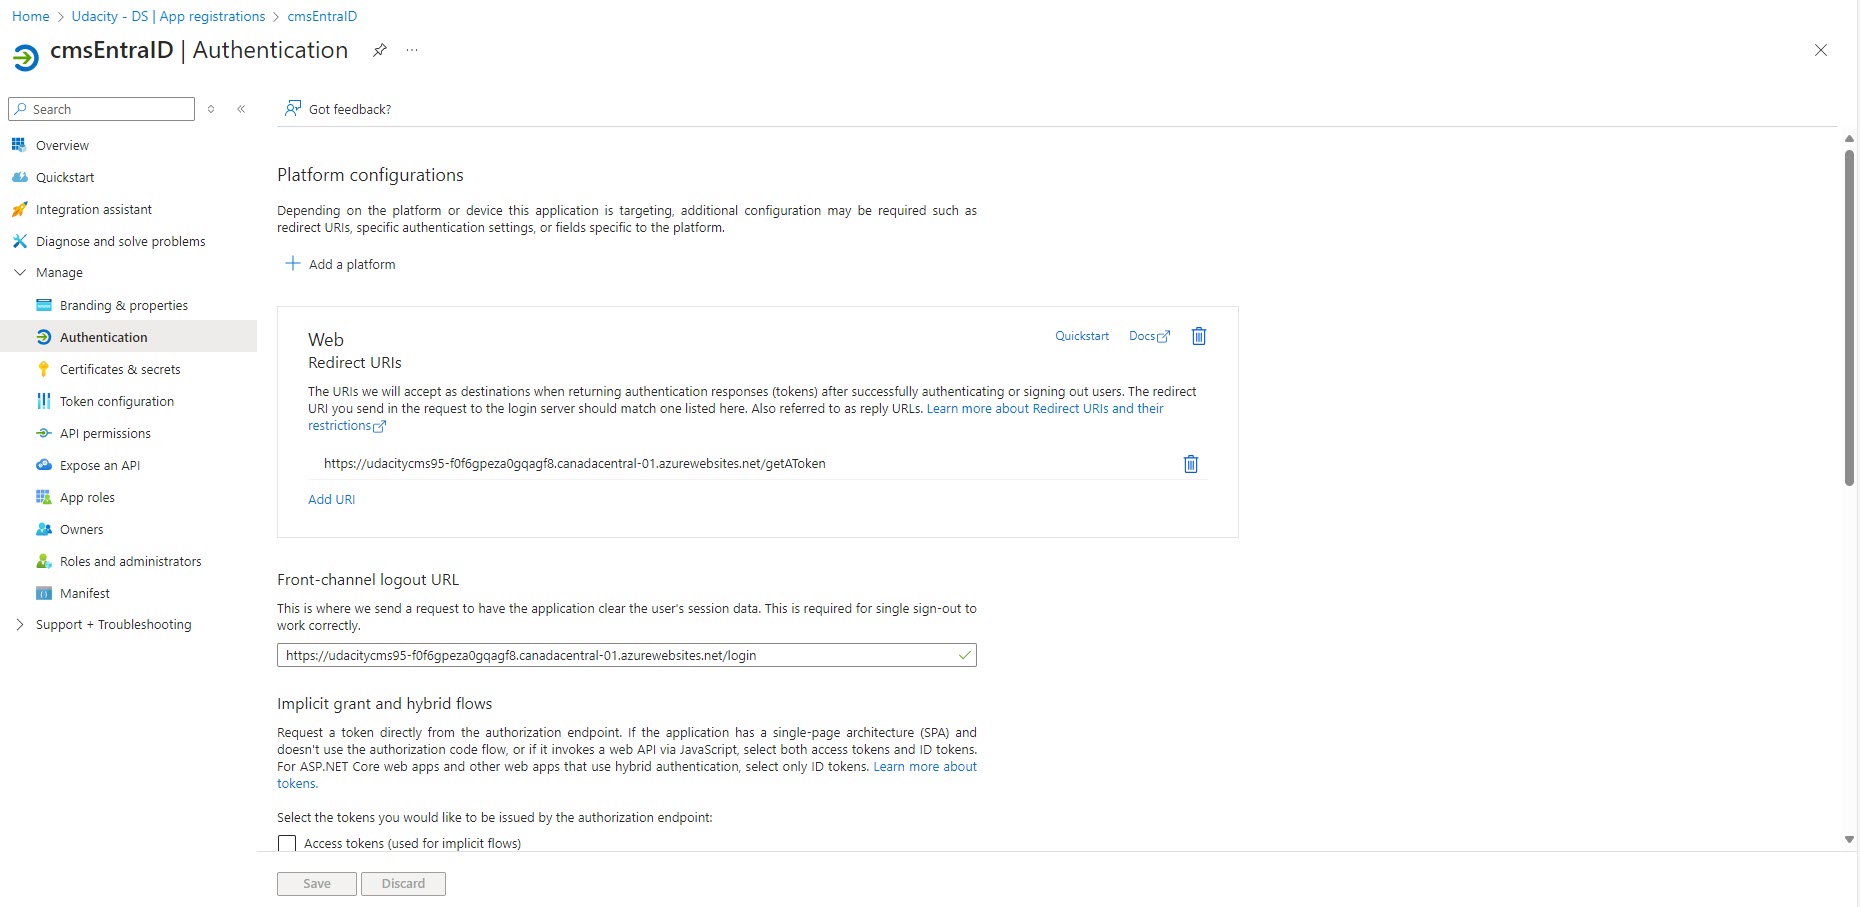 Home > Udacity - DS | App registrations > cmsEntraID
cmsEntraID | Authentication
Search
Overview
Quickstart
Integration assistant
Diagnose and solve problems
Manage
Branding & properties
Authentication
Certificates & secrets
Token configuration
API permissions
Expose an API
App roles
Owners
Roles and administrators
Manifest
Support + Troubleshooting
Got feedback?
Platform configurations
Depending on the platform or device this application is targeting, additional configuration may be required such as
redirect URIs, specific authentication settings, or fields specific to the platform.
Add a platform
Web
Quickstart
Docs
Redirect URIs
The URIs we will accept as destinations when returning authentication responses (tokens) after successfully authenticating or signing out users. The redirect
URI you send in the request to the login server should match one listed here. Also referred to as reply URLs. Learn more about Redirect URIs and their
restrictions
https://udacitycms95-f0f6gpeza0gqagf8.canadacentral-01.azurewebsites.net/getAToken
Add URI
Front-channel logout URL
This is where we send a request to have the application clear the user's session data. This is required for single sign-out to
work correctly.
https://udacitycms95-f0f6gpeza0gqagf8.canadacentral-01.azurewebsites.net/login
Implicit grant and hybrid flows
Request a token directly from the authorization endpoint. If the application has a single-page architecture (SPA) and
doesn't use the authorization code flow, or if it invokes a web API via JavaScript, select both access tokens and ID tokens.
For ASP.NET Core web apps and other web apps that use hybrid authentication, select only ID tokens. Learn more about
tokens.
Select the tokens you would like to be issued by the authorization endpoint:
Access tokens (used for implicit flows)
Save
Discard